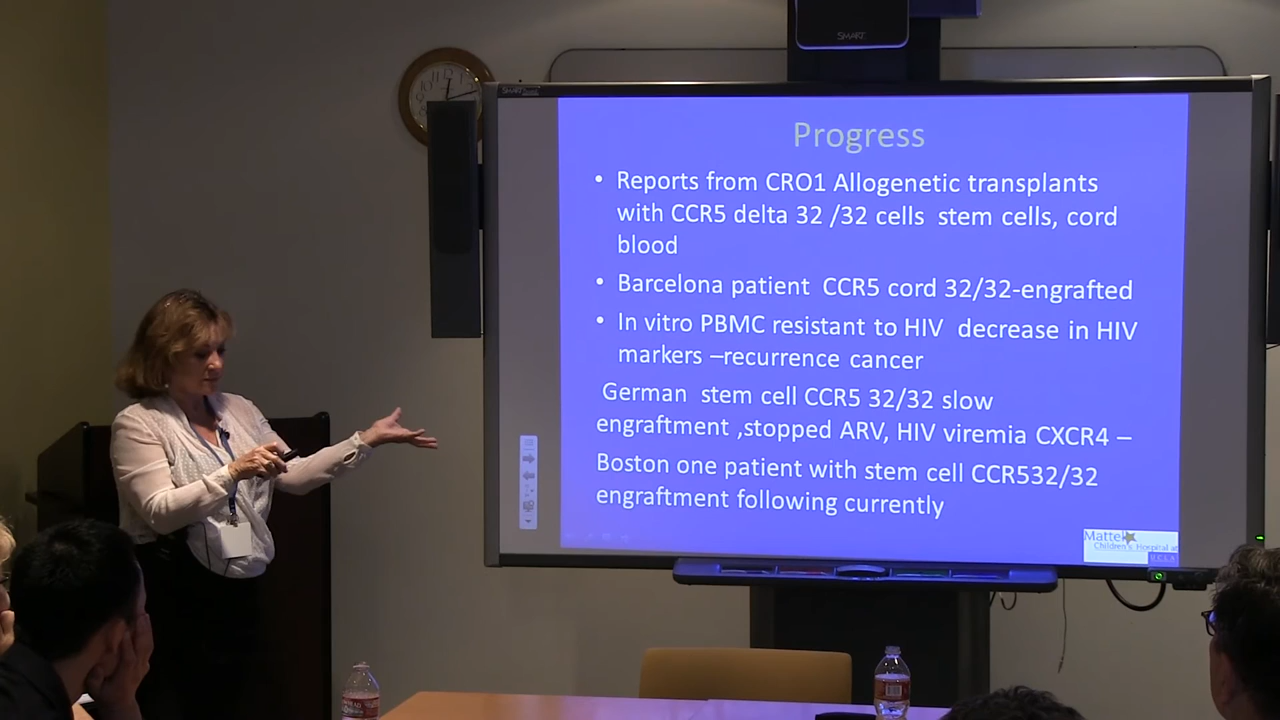 SMART
SMART
Progress
• Reports from CRO1 Allogenetic transplants
with CCR5 delta 32 /32 cells stem cells, cord
blood
• Barcelona patient CCR5 cord 32/32-engrafted
• In vitro PBMC resistant to HIV decrease in HIV
markers –recurrence cancer
German stem cell CCR5 32/32 slow
engraftment ,stopped ARV, HIV viremia CXCR4 –
Boston one patient with stem cell CCR532/32
engraftment following currently
Mattel
Children's Hospital at
UCLA